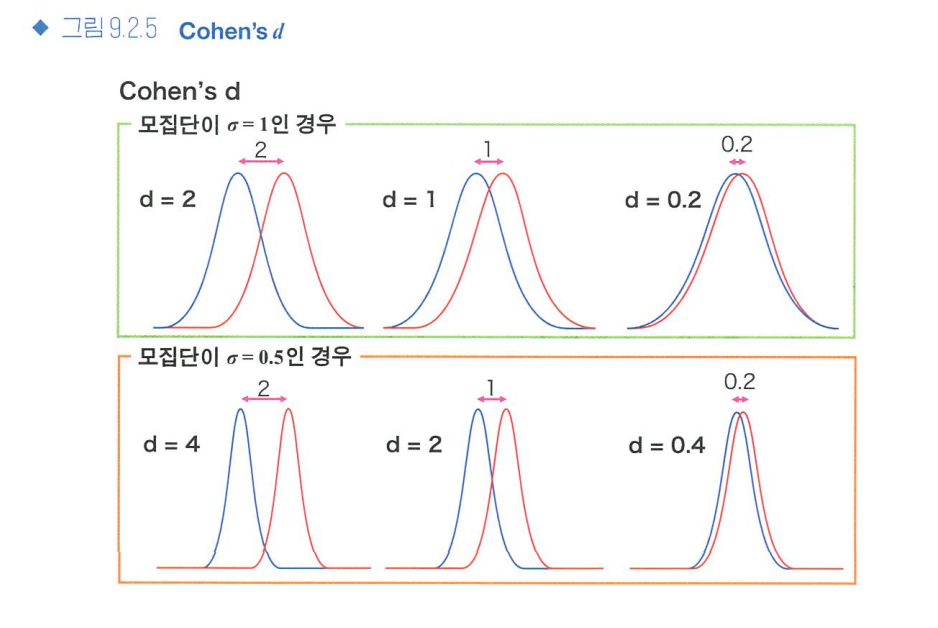 ◆ 그림 9.2.5 Cohen's d
Cohen's d
모집단이 σ = 1인 경우
2
1
0.2
d = 2
d = 1
d = 0.2
모집단이 σ = 0.5인 경우
2
1
0.2
d = 4
d = 2
d = 0.4